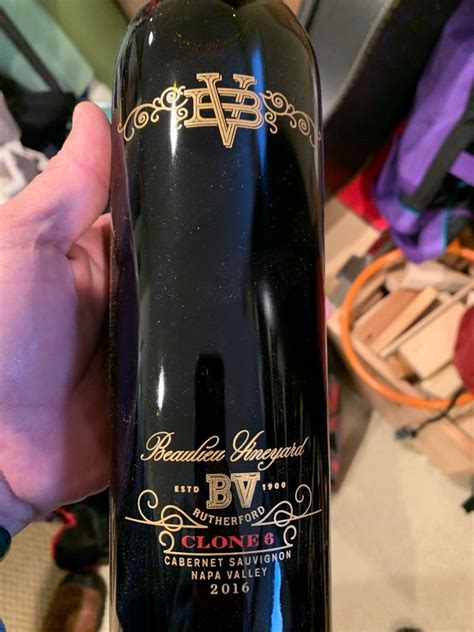 BV
Beaulieu Vineyard
ESTD BV 1900
RUTHERFORD
CLONE 6
CABERNET SAUVIGNON
NAPA VALLEY
2016